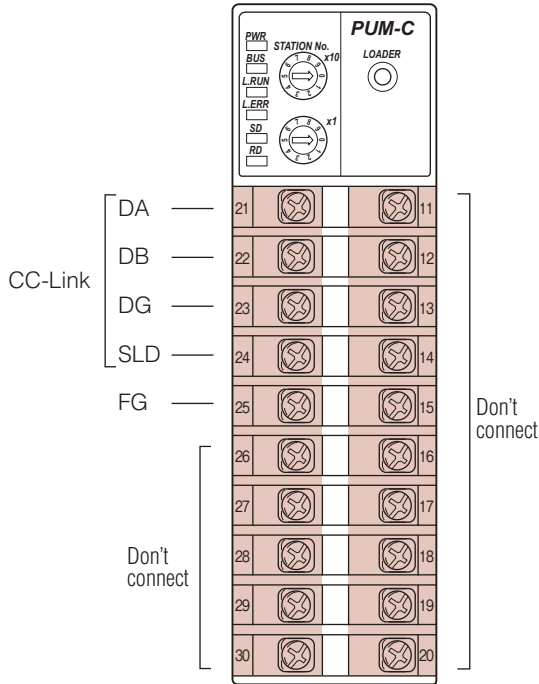 PUM-C
PWR
STATION No.
BUS
x10
LOADER
L.RUN
L.ERR
x1
SD
RD
CC-Link
DA
21
11
DB
22
12
DG
23
13
SLD
24
14
FG
25
15
26
16
27
17
28
18
29
19
30
20
Don't
connect
Don't
connect